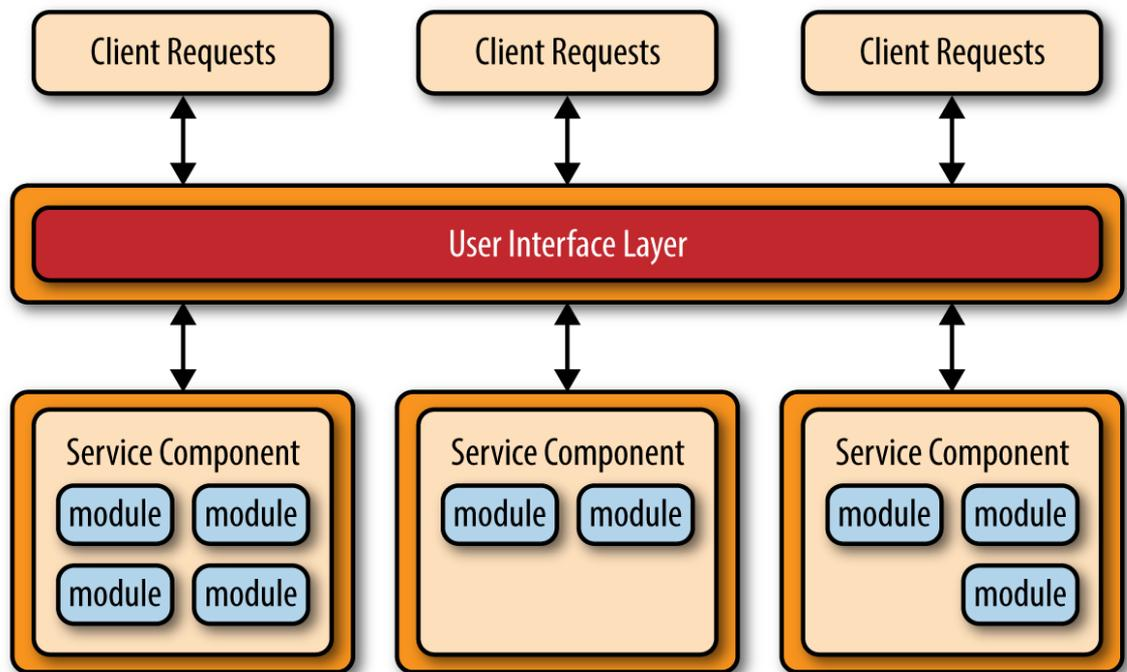 Client Requests
Client Requests
Client Requests
User Interface Layer
Service Component
module module
module module
Service Component
module module
Service Component
module module
module